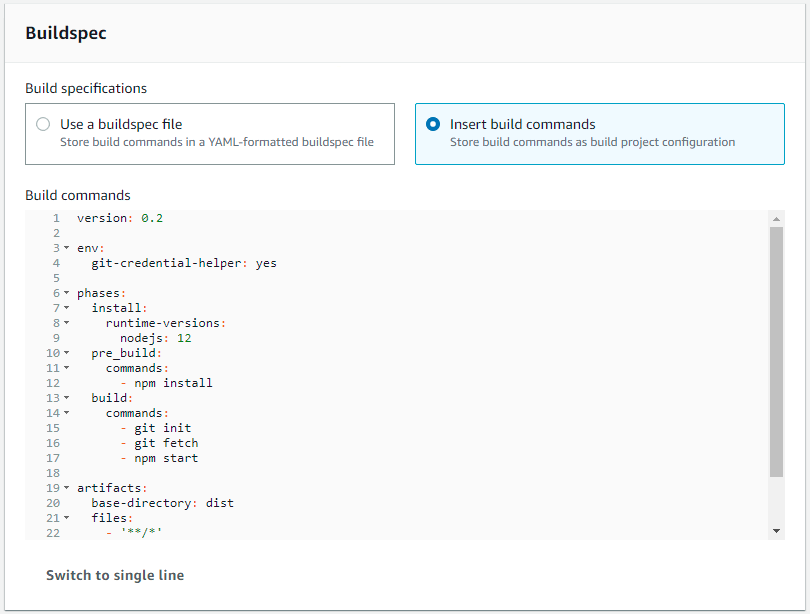 Buildspec
Build specifications
Use a buildspec file
Store build commands in a YAML-formatted buildspec file
Insert build commands
Store build commands as build project configuration
Build commands
1 version: 0.2
2
3 env:
4   git-credential-helper: yes
5
6 phases:
7   install:
8     runtime-versions:
9       nodejs: 12
10   pre_build:
11     commands:
12       - npm install
13   build:
14     commands:
15       - git init
16       - git fetch
17       - npm start
18
19 artifacts:
20   base-directory: dist
21   files:
22     - '**/*'
Switch to single line